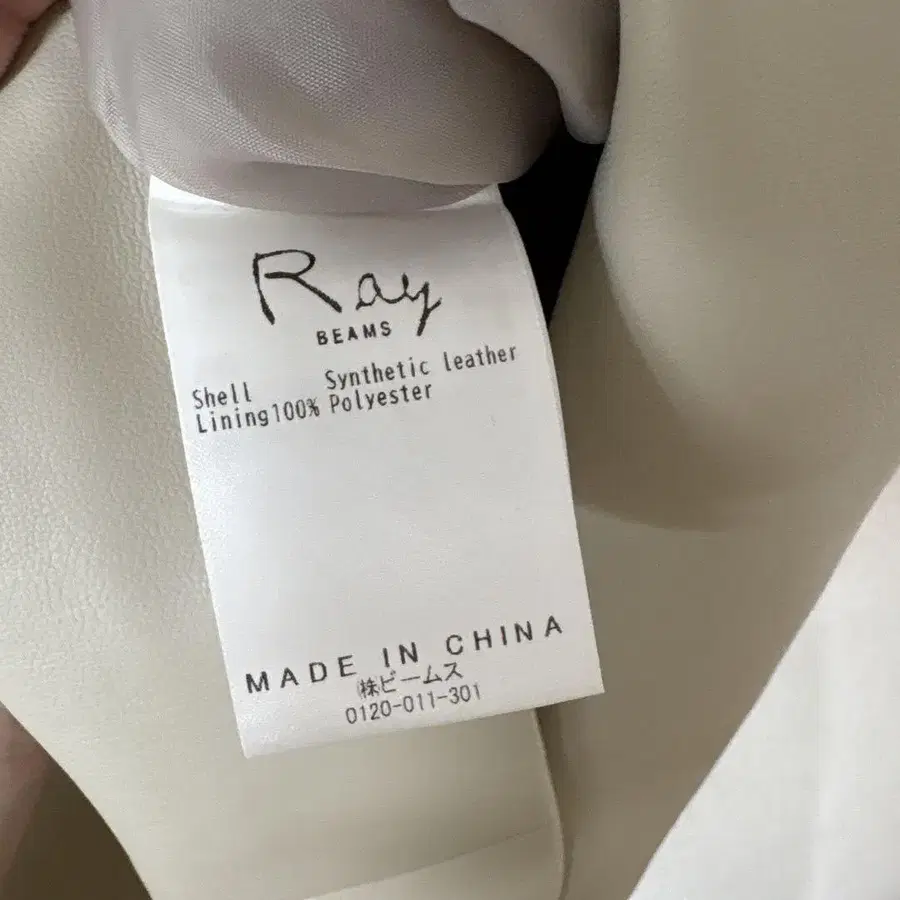 Ray
BEAMS
Shell Synthetic leather
Lining100% Polyester
MADE IN CHINA
㈱ビームス
0120-011-301